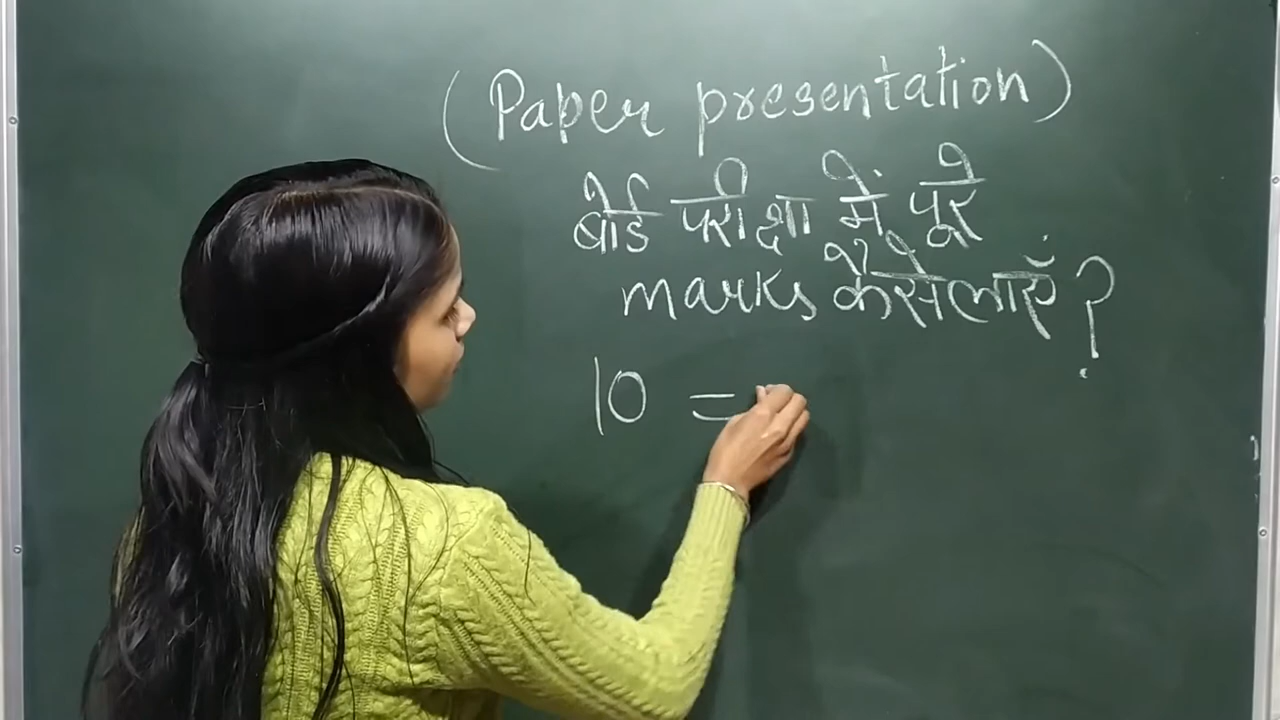 (Paper presentation)
बोर्ड परीक्षा में पूरे
marks कैसे लाएँ ?
10 =